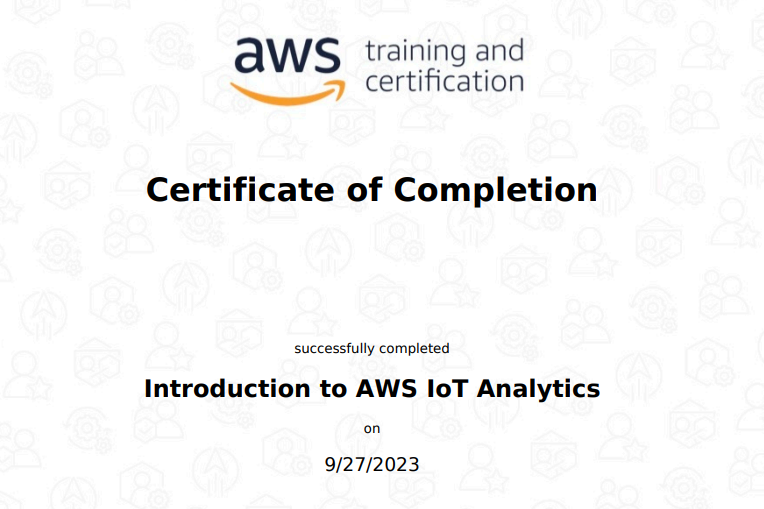 aws training and
certification
Certificate of Completion
successfully completed
Introduction to AWS IoT Analytics
on
9/27/2023